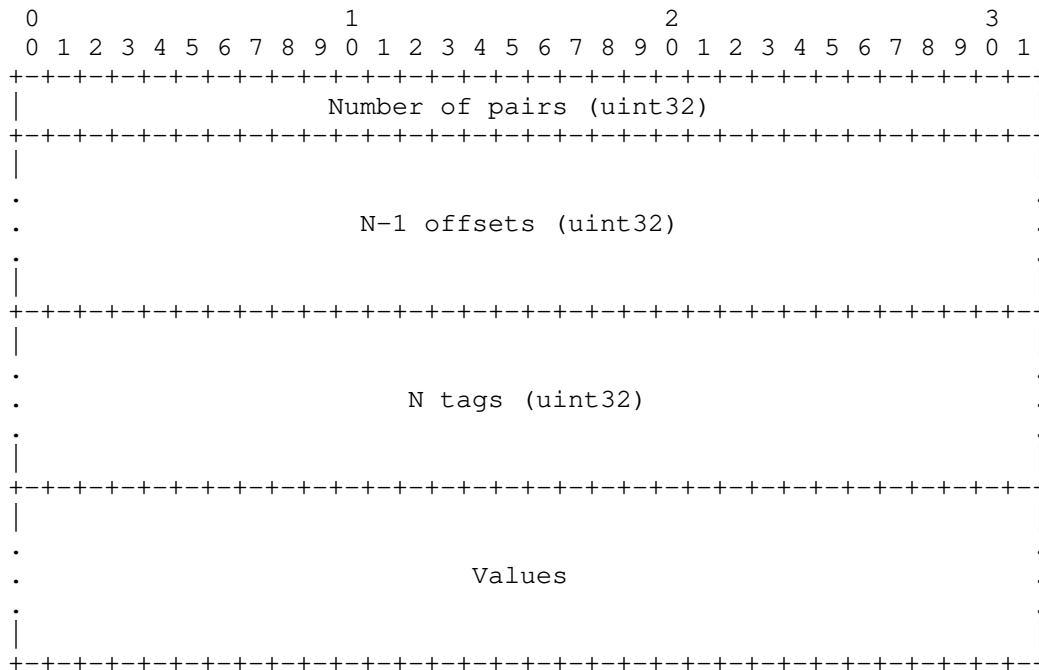 0                   1                   2                   3
0 1 2 3 4 5 6 7 8 9 0 1 2 3 4 5 6 7 8 9 0 1 2 3 4 5 6 7 8 9 0 1
Number of pairs (uint32)
N-1 offsets (uint32)
N tags (uint32)
Values